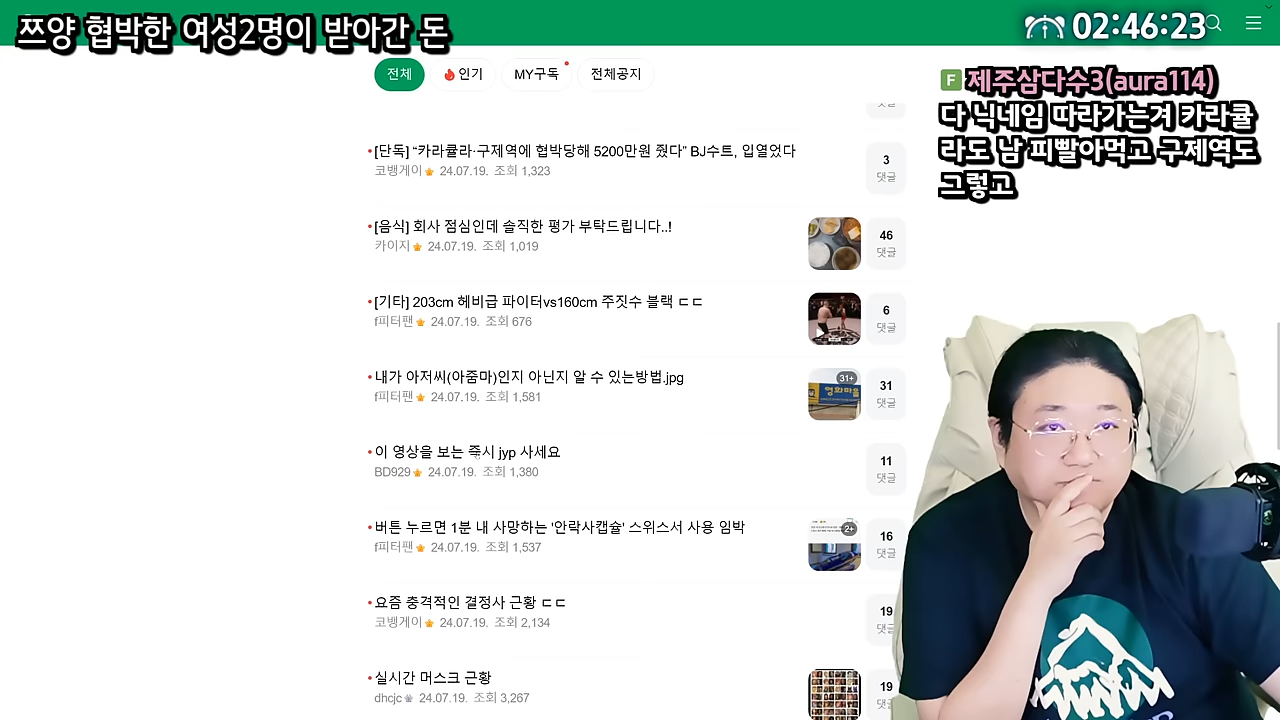 쯔양 협박한 여성2명이 받아간 돈
02:46:23
전체
인기
MY구독
전체공지
F 제주삼다수3(aura114)
다 닉네임 따라가는겨 카라큘
라도 남 피빨아먹고 구제역도
그렇고
댓글
[단독] “카라큘라·구제역에 협박당해 5200만원 줬다” BJ수트, 입열었다
코뱅게이 24.07.19. 조회 1,323
3
댓글
[음식] 회사 점심인데 솔직한 평가 부탁드립니다..!
카이지 24.07.19. 조회 1,019
46
댓글
[기타] 203cm 헤비급 파이터vs160cm 주짓수 블랙 ㄷㄷ
f피터팬 24.07.19. 조회 676
6
댓글
내가 아저씨(아줌마)인지 아닌지 알 수 있는방법.jpg
f피터팬 24.07.19. 조회 1,581
31+
31
댓글
이 영상을 보는 즉시 jyp 사세요
BD929 24.07.19. 조회 1,380
11
댓글
버튼 누르면 1분 내 사망하는 '안락사캡슐' 스위스서 사용 임박
f피터팬 24.07.19. 조회 1,537
2+
16
댓글
요즘 충격적인 결정사 근황 ㄷㄷ
코뱅게이 24.07.19. 조회 2,134
19
댓글
실시간 머스크 근황
dhcjc 24.07.19. 조회 3,267
19
댓글